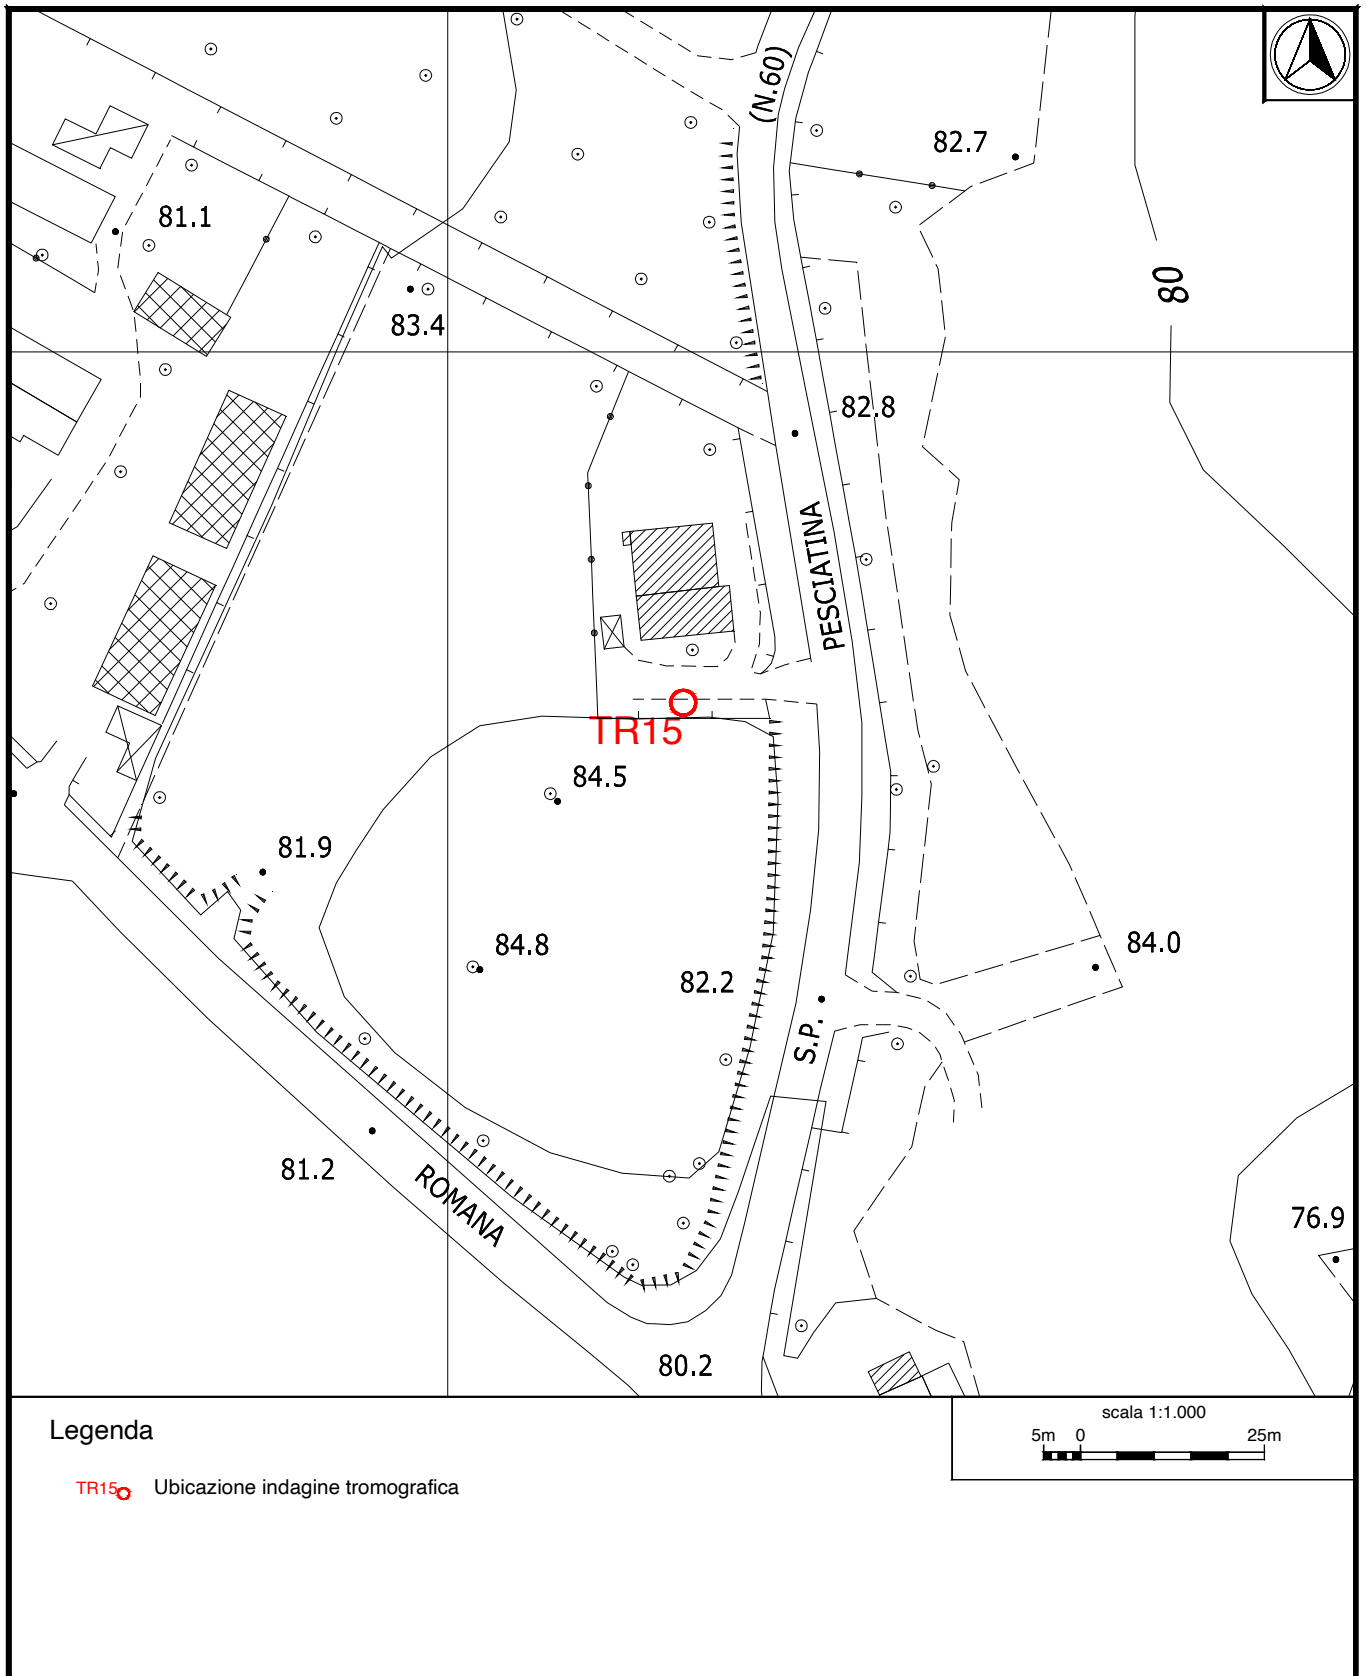 (N.60)
82.7
81.1
80
83.4
82.8
PESCIATINA
TR15
84.5
81.9
84.8
84.0
82.2
S.P.
81.2
ROMANA
76.9
80.2
Legenda
scala 1:1.000
5m 0 25m
TR15 Ubicazione indagine tromografica